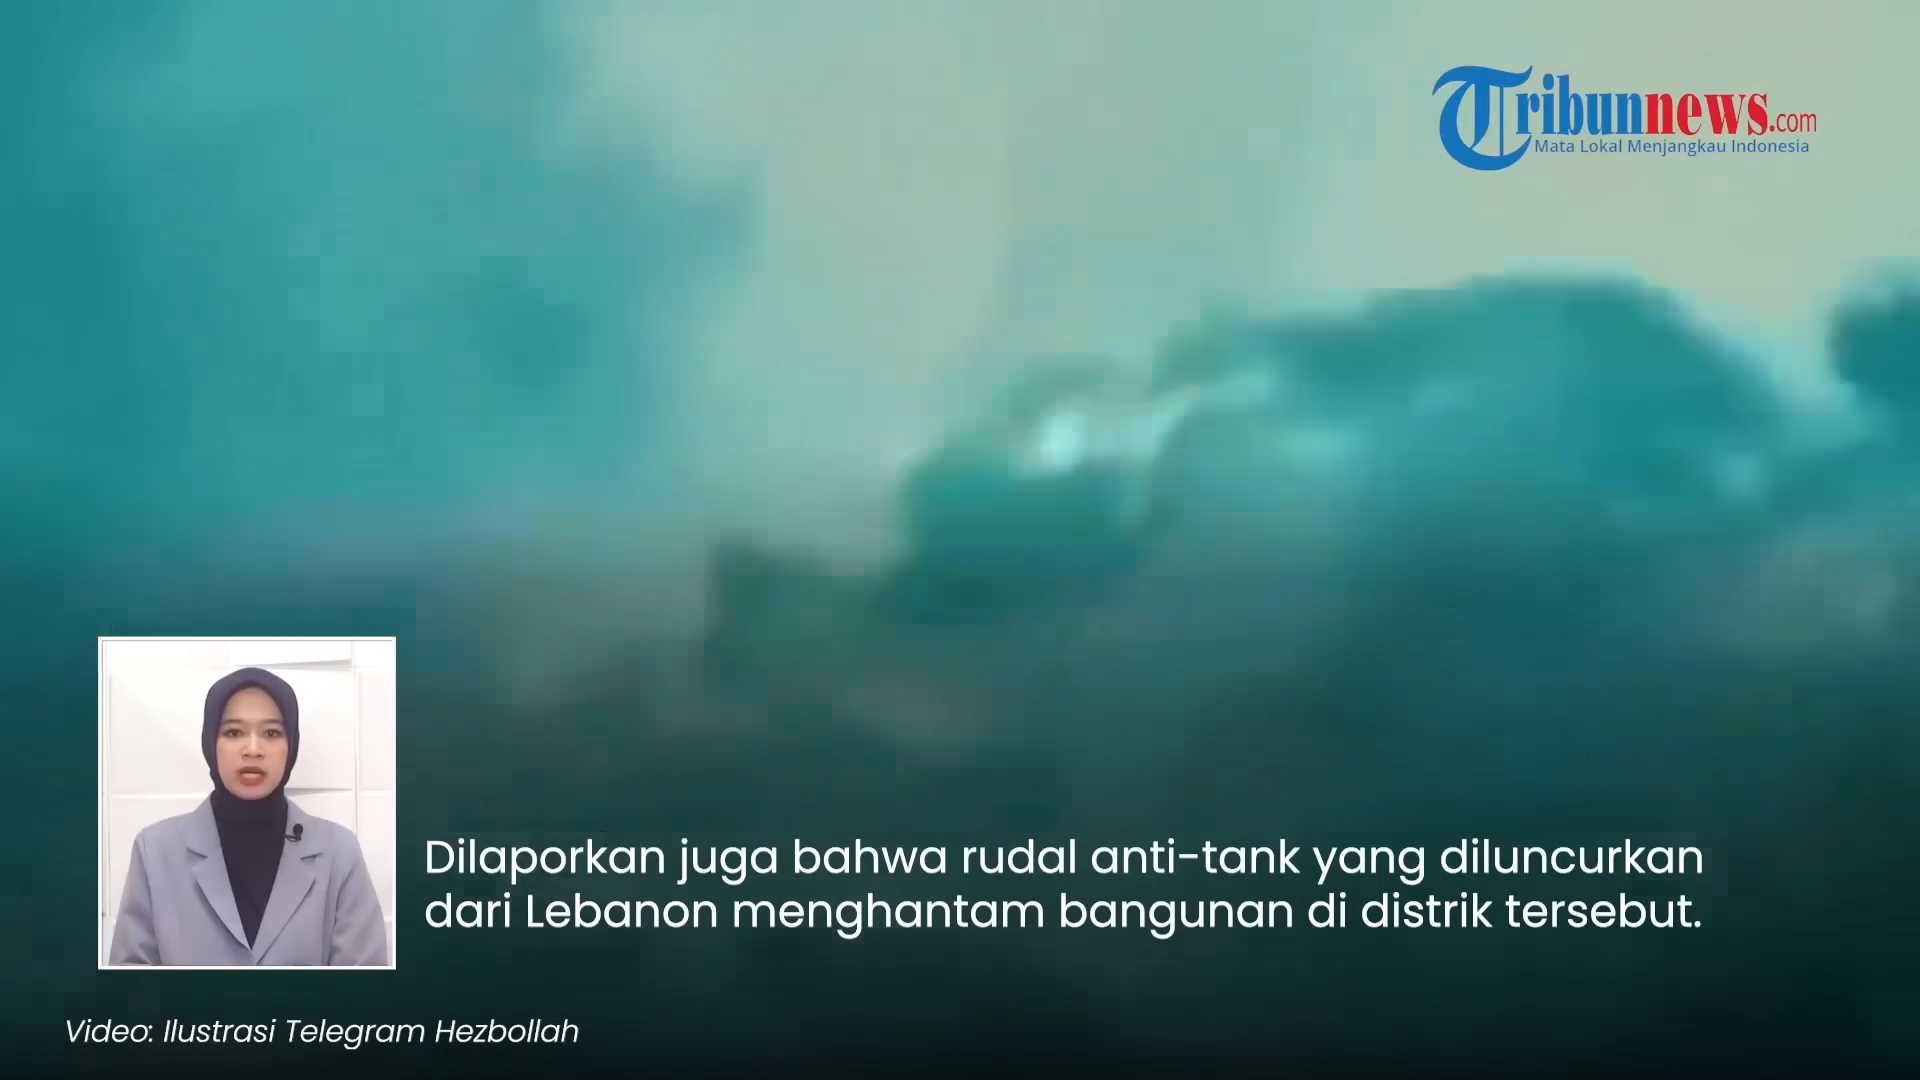 Tribunnews.com
Mata Lokal Menjangkau Indonesia
Dilaporkan juga bahwa rudal anti-tank yang diluncurkan
dari Lebanon menghantam bangunan di distrik tersebut.
Video: Ilustrasi Telegram Hezbollah